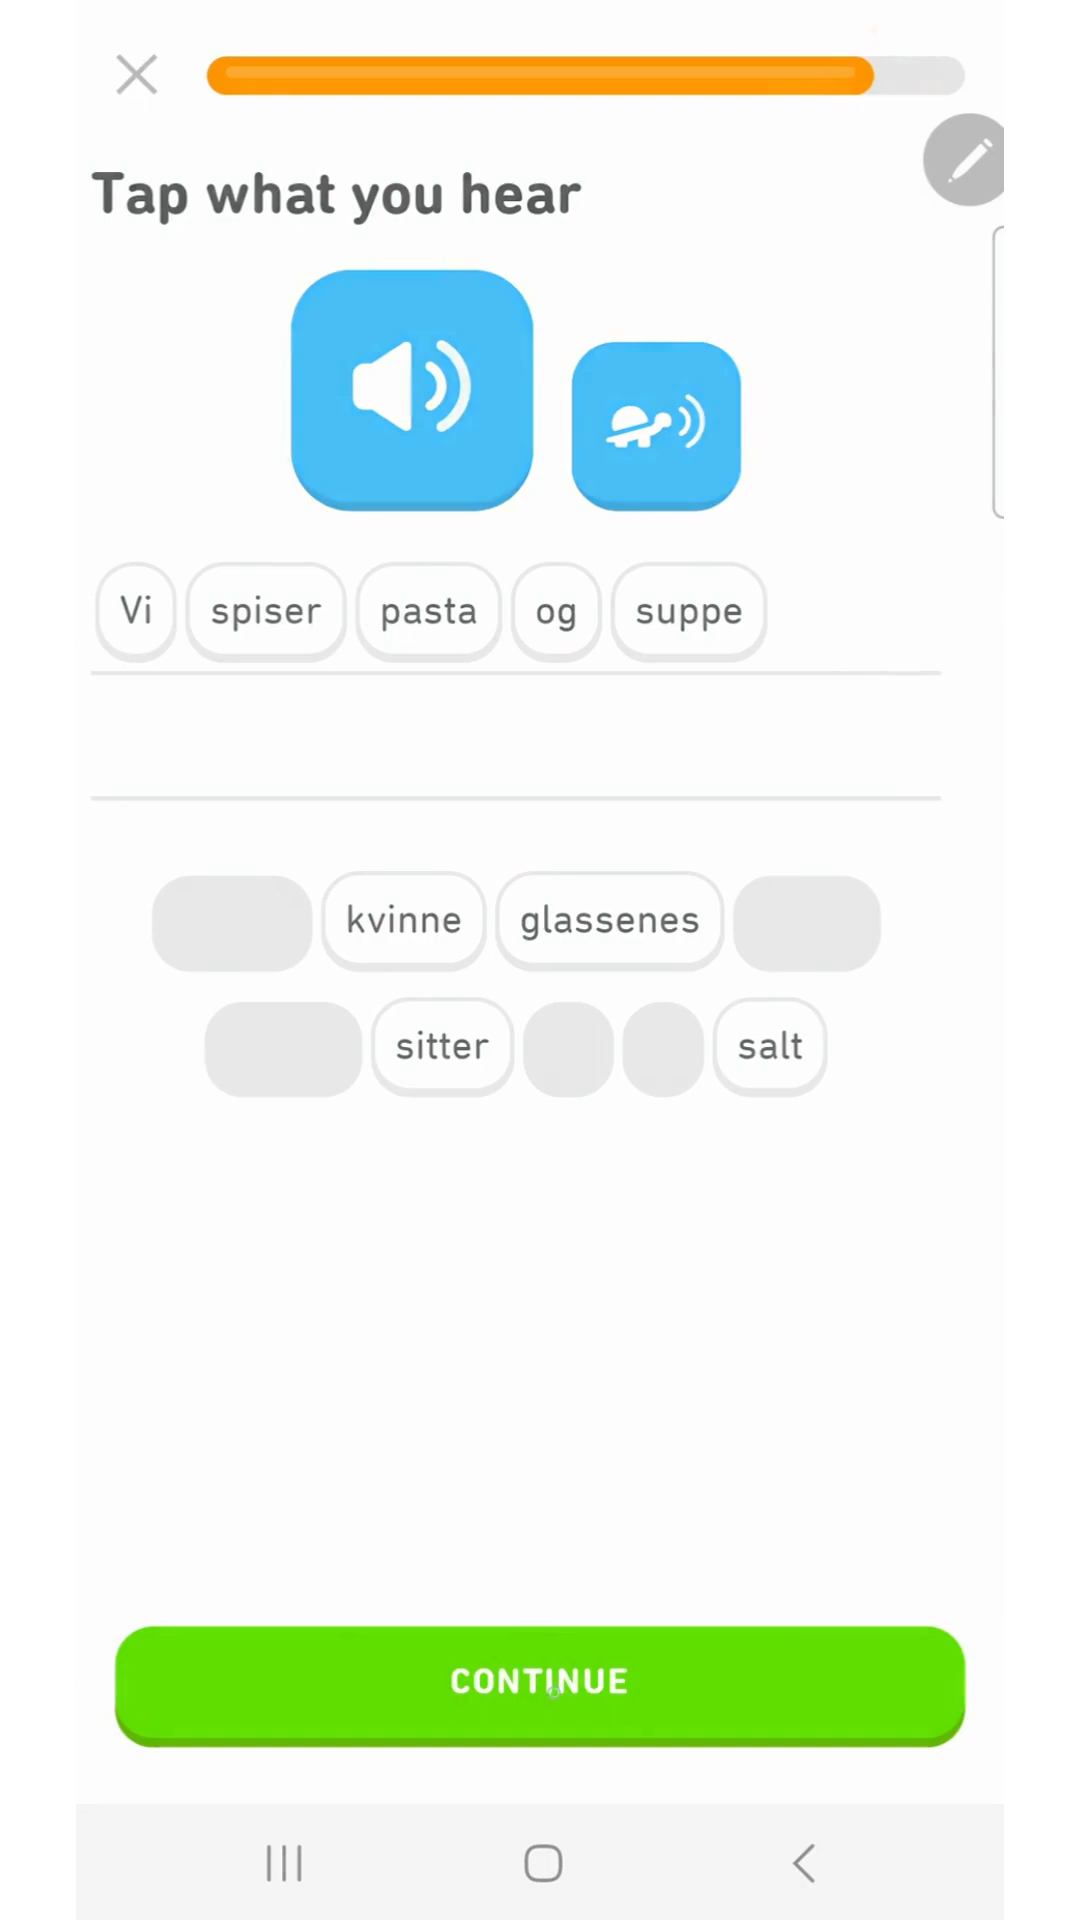 Tap what you hear
Vi spiser pasta og suppe
kvinne glassenes
sitter salt
CONTINUE